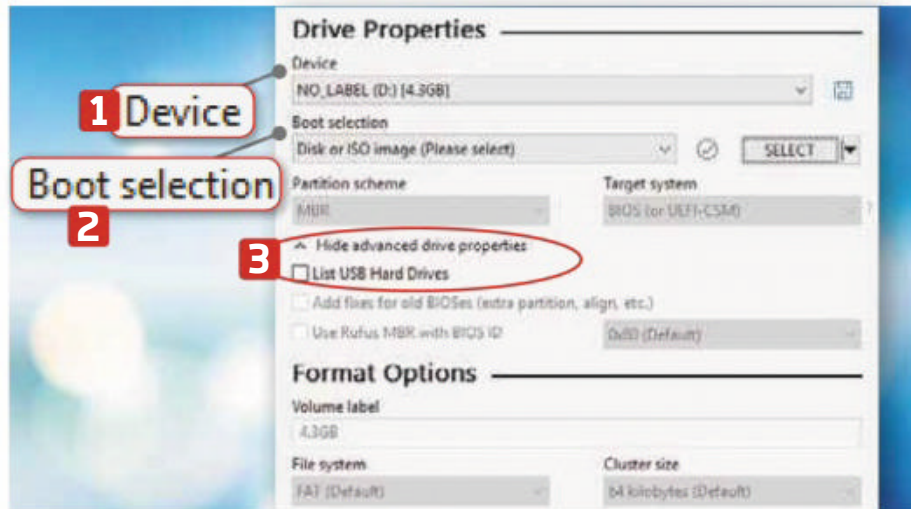 Drive Properties
Device
NO_LABEL (D:) [4.3GB]
1 Device
Boot selection
Disk or ISO image (Please select)
SELECT
Boot selection
2
Partition scheme
Target system
MBR
BIOS (or UEFI-CSM)
?
3
Hide advanced drive properties
List USB Hard Drives
Add fixes for old BIOSes (extra partition, align, etc.)
Use Rufus MBR with BIOS ID
0x80 (Default)
Format Options
Volume label
4.3GB
File system
Cluster size
FAT (Default)
64 kilobytes (Default)